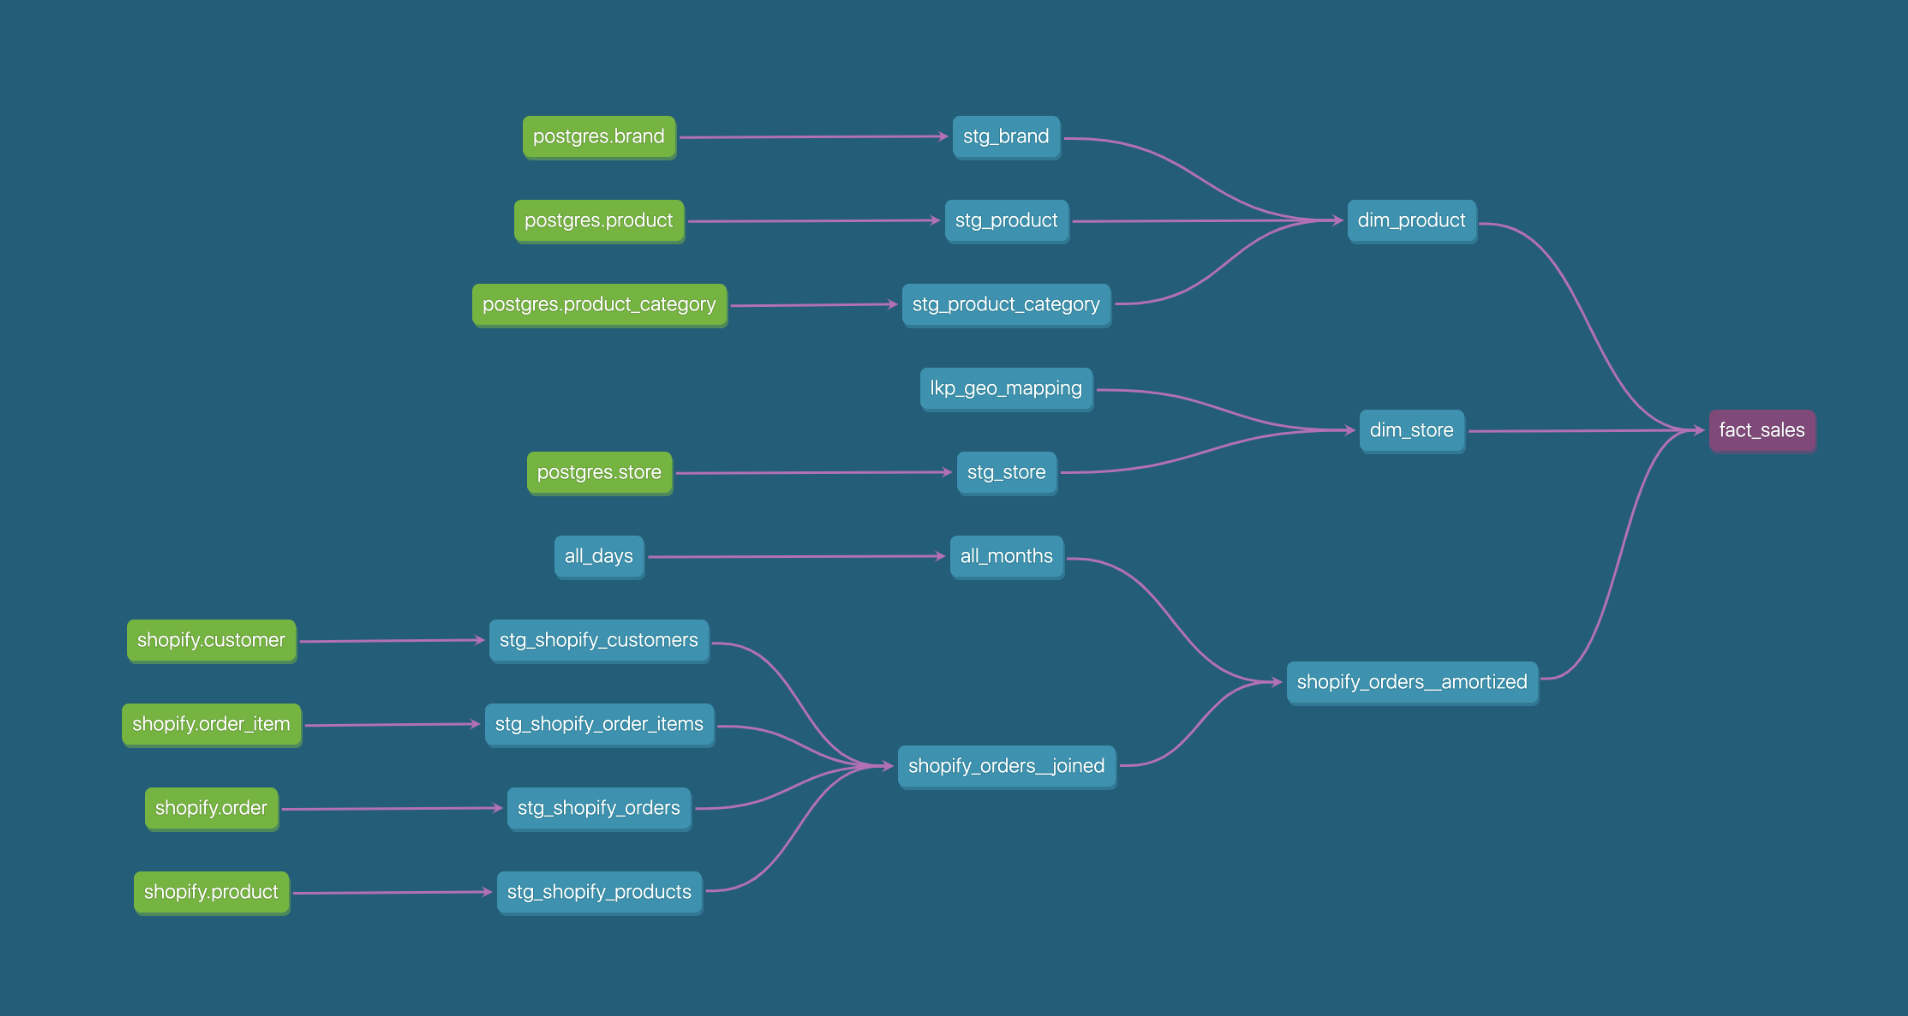 postgres.brand
stg_brand
postgres.product
stg_product
dim_product
postgres.product_category
stg_product_category
lkp_geo_mapping
dim_store
fact_sales
postgres.store
stg_store
all_days
all_months
shopify.customer
stg_shopify_customers
shopify_orders__amortized
shopify.order_item
stg_shopify_order_items
shopify_orders__joined
shopify.order
stg_shopify_orders
shopify.product
stg_shopify_products